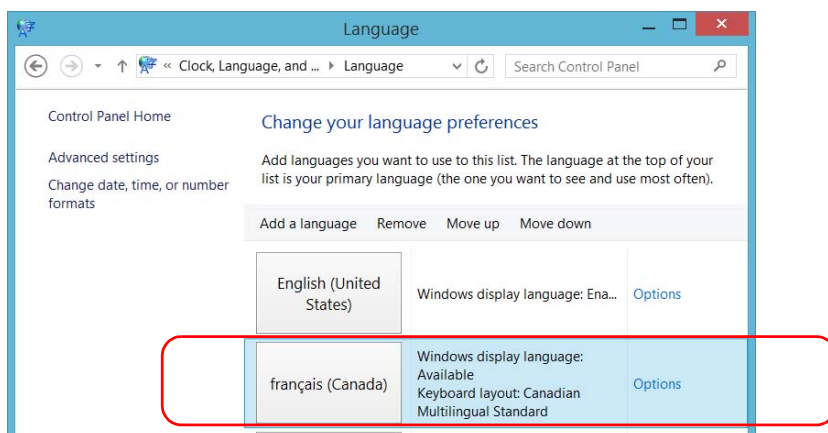 Language
« Clock, Language, and ... Language
Search Control Panel
Control Panel Home
Advanced settings
Change date, time, or number
formats
Change your language preferences
Add languages you want to use to this list. The language at the top of your
list is your primary language (the one you want to see and use most often).
Add a language Remove Move up Move down
English (United
States)
Windows display language: Ena...
Options
français (Canada)
Windows display language:
Available
Keyboard layout: Canadian
Multilingual Standard
Options